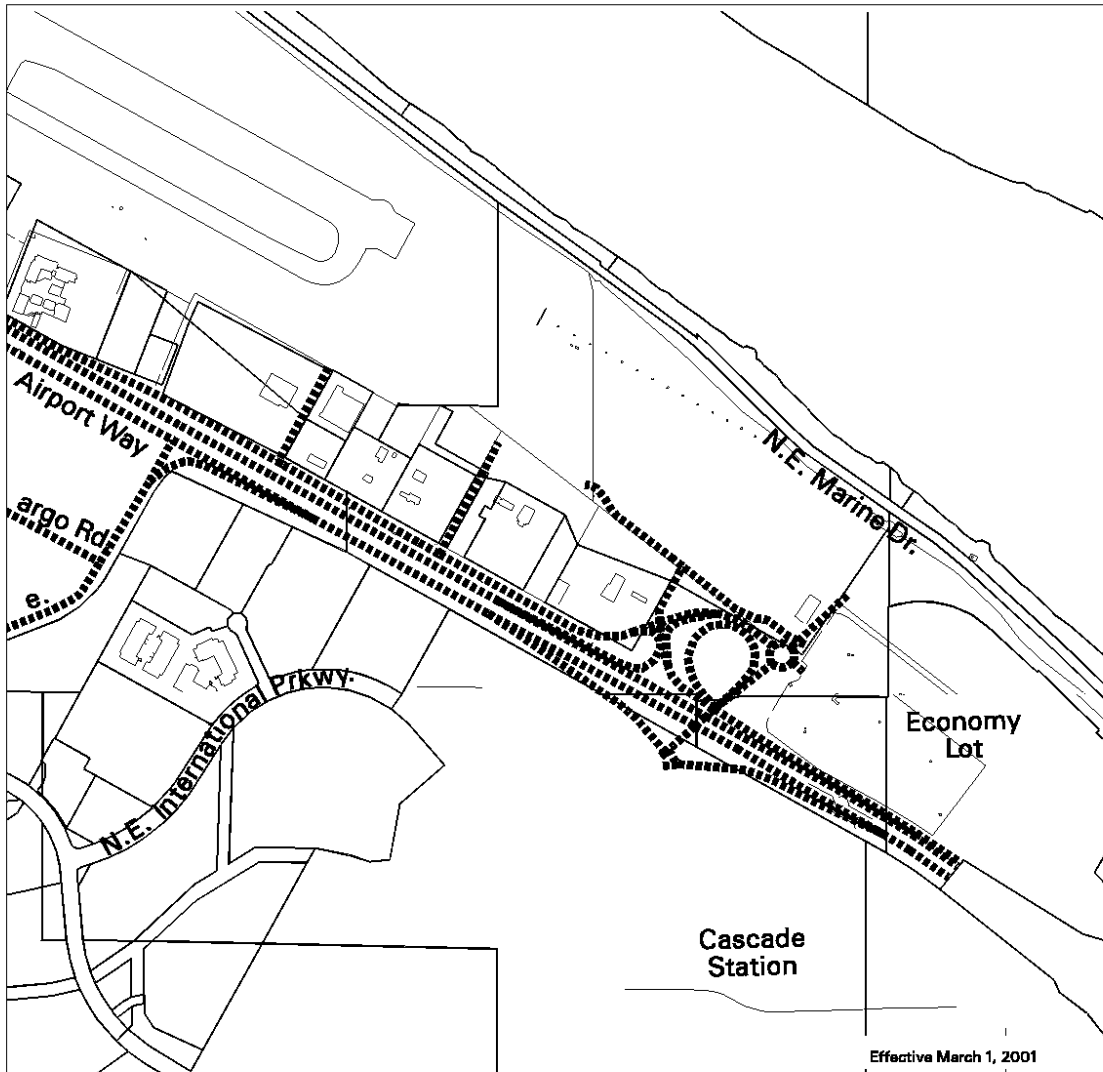 N.E. Marine Dr.
Airport Way
argo Rd.
e.
N.E. International Prkwy.
Economy
Lot
Cascade
Station
Effective March 1, 2001